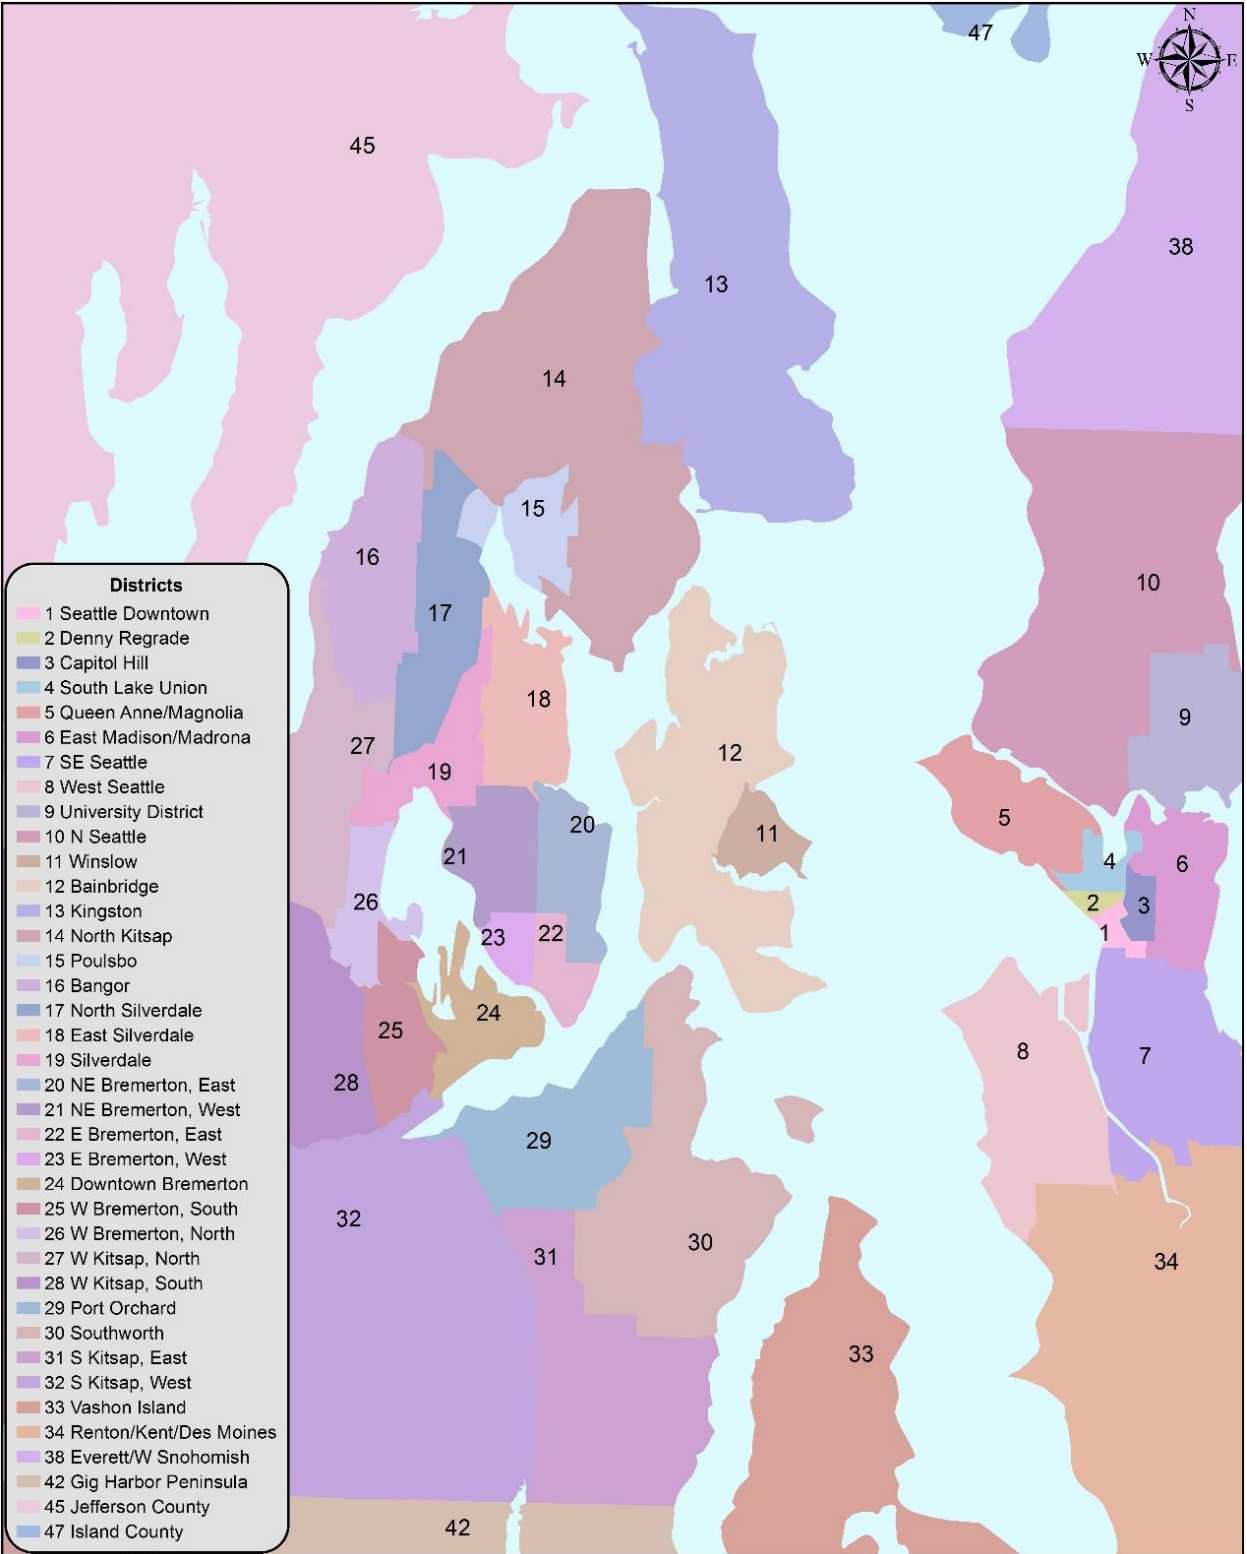 47
N
W
E
S
45
38
13
14
15
16
10
17
18
9
27
12
19
5
20
11
21
4
6
26
2
3
23
22
1
24
25
8
7
28
29
32
30
31
34
33
42
Districts
1 Seattle Downtown
2 Denny Regrade
3 Capitol Hill
4 South Lake Union
5 Queen Anne/Magnolia
6 East Madison/Madrona
7 SE Seattle
8 West Seattle
9 University District
10 N Seattle
11 Winslow
12 Bainbridge
13 Kingston
14 North Kitsap
15 Poulsbo
16 Bangor
17 North Silverdale
18 East Silverdale
19 Silverdale
20 NE Bremerton, East
21 NE Bremerton, West
22 E Bremerton, East
23 E Bremerton, West
24 Downtown Bremerton
25 W Bremerton, South
26 W Bremerton, North
27 W Kitsap, North
28 W Kitsap, South
29 Port Orchard
30 Southworth
31 S Kitsap, East
32 S Kitsap, West
33 Vashon Island
34 Renton/Kent/Des Moines
38 Everett/W Snohomish
42 Gig Harbor Peninsula
45 Jefferson County
47 Island County